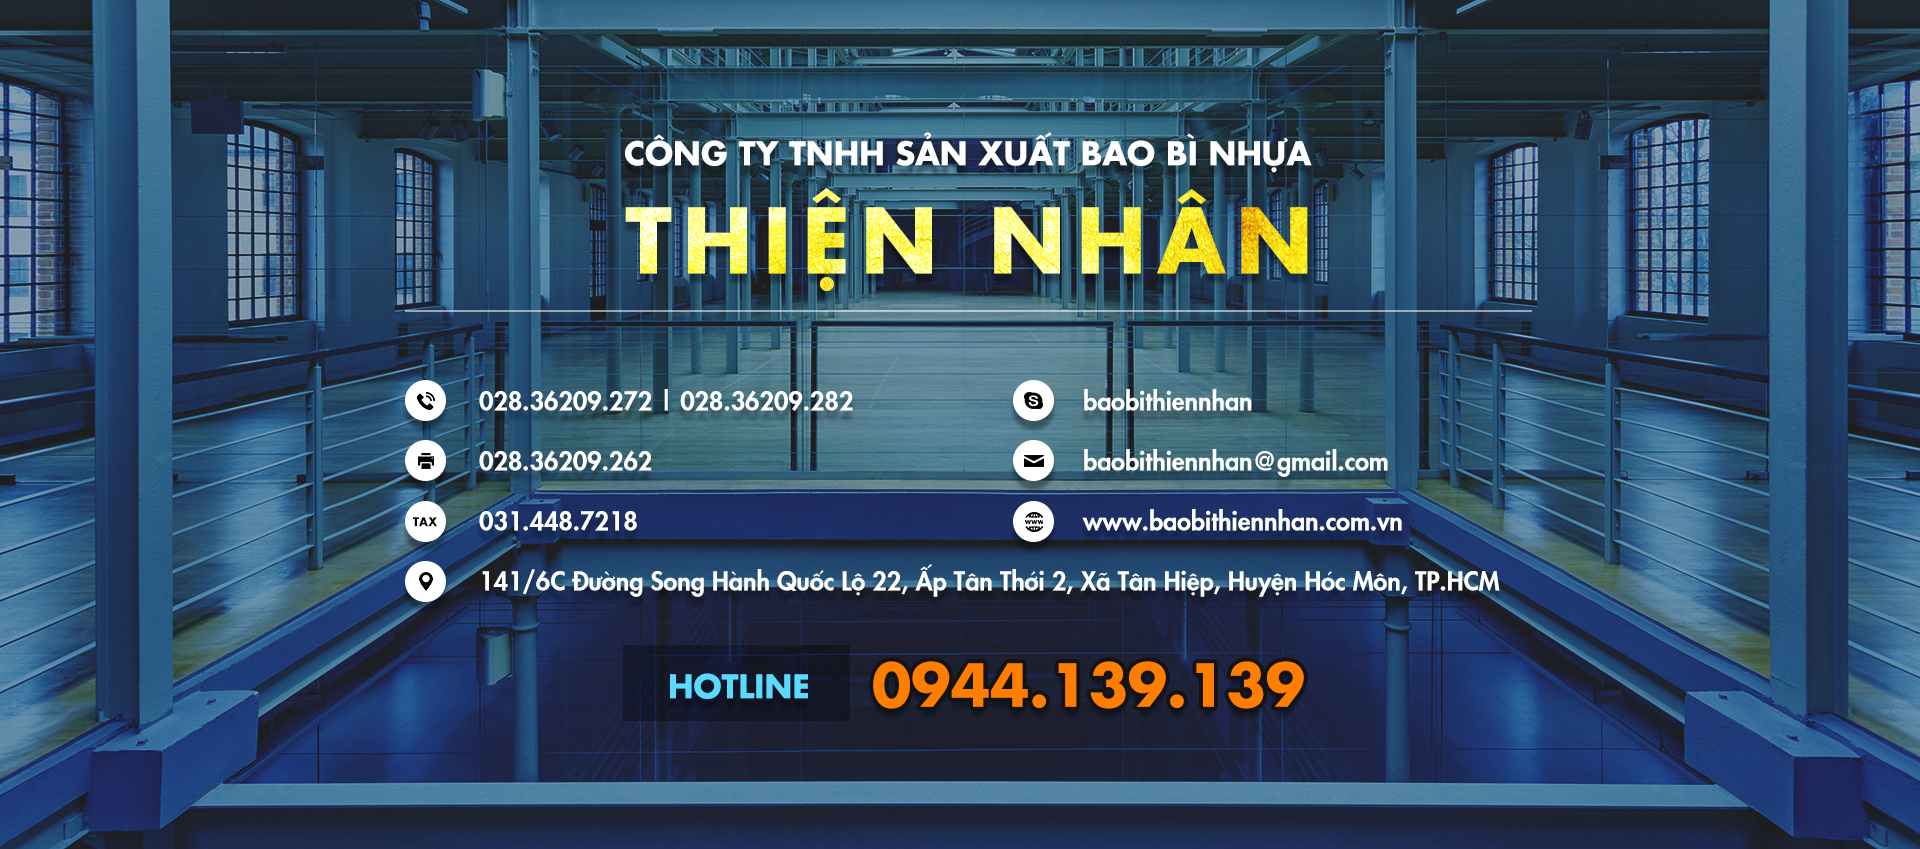 CÔNG TY TNHH SẢN XUẤT BAO BÌ NHỰA
THIỆN NHÂN
028.36209.272 | 028.36209.282
baobithiennhan
028.36209.262
baobithiennhan@gmail.com
TAX 031.448.7218
www www.baobithiennhan.com.vn
141/6C Đường Song Hành Quốc Lộ 22, Ấp Tân Thới 2, Xã Tân Hiệp, Huyện Hóc Môn, TP.HCM
HOTLINE 0944.139.139